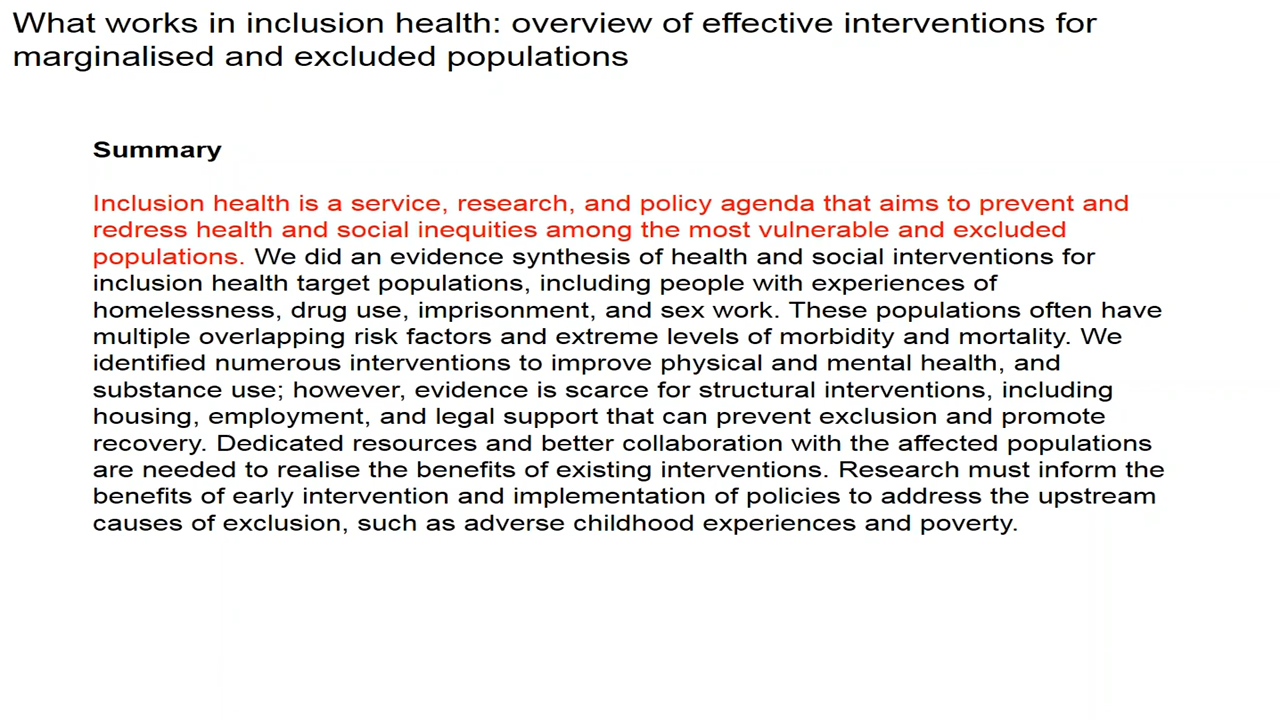 What works in inclusion health: overview of effective interventions for
marginalised and excluded populations
Summary
Inclusion health is a service, research, and policy agenda that aims to prevent and
redress health and social inequities among the most vulnerable and excluded
populations. We did an evidence synthesis of health and social interventions for
inclusion health target populations, including people with experiences of
homelessness, drug use, imprisonment, and sex work. These populations often have
multiple overlapping risk factors and extreme levels of morbidity and mortality. We
identified numerous interventions to improve physical and mental health, and
substance use; however, evidence is scarce for structural interventions, including
housing, employment, and legal support that can prevent exclusion and promote
recovery. Dedicated resources and better collaboration with the affected populations
are needed to realise the benefits of existing interventions. Research must inform the
benefits of early intervention and implementation of policies to address the upstream
causes of exclusion, such as adverse childhood experiences and poverty.